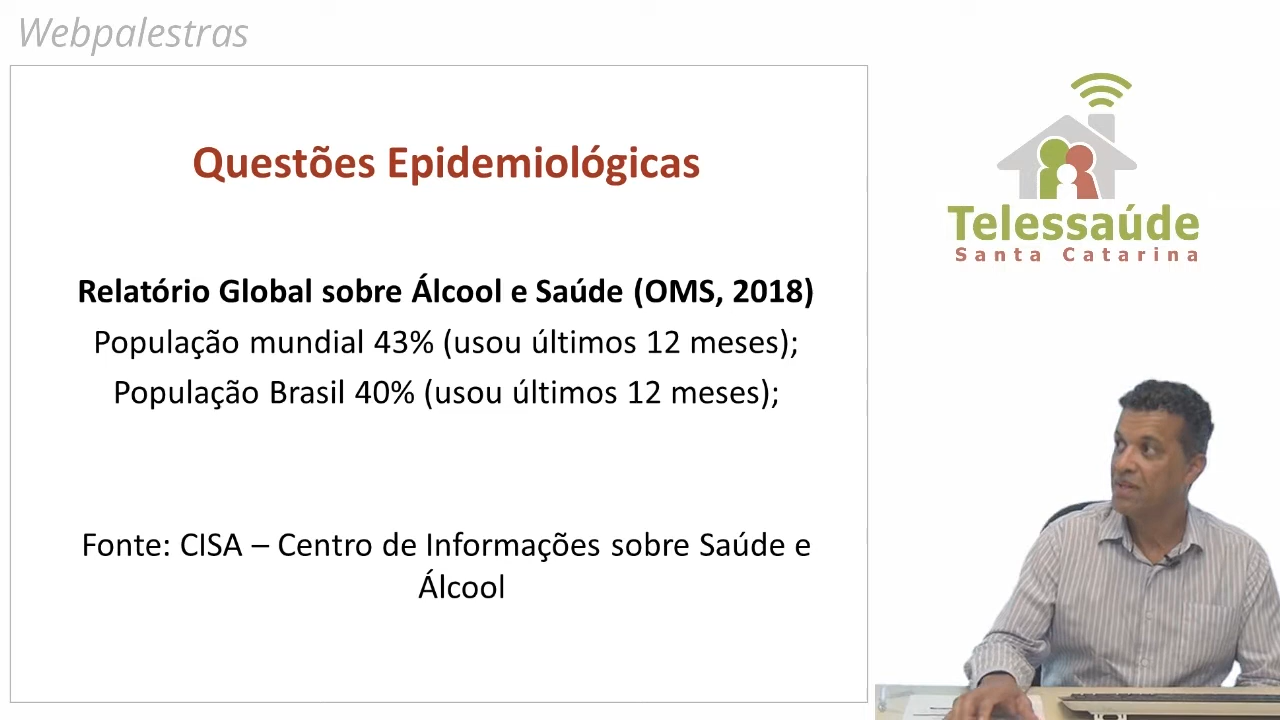 Webpalestras
Questões Epidemiológicas
Relatório Global sobre Álcool e Saúde (OMS, 2018)
População mundial 43% (usou últimos 12 meses);
População Brasil 40% (usou últimos 12 meses);
Fonte: CISA – Centro de Informações sobre Saúde e
Álcool
Telessaúde
Santa Catarina